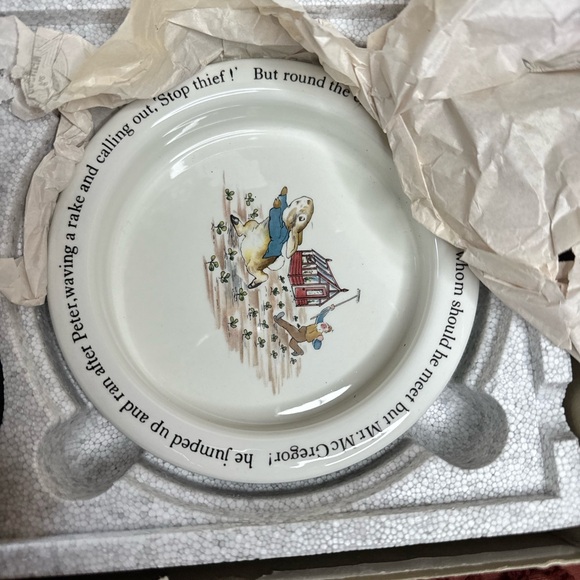 whom should he meet but Mr. McGregor! he jumped up and ran after Peter, waving a rake and calling out, 'Stop thief!' But round the